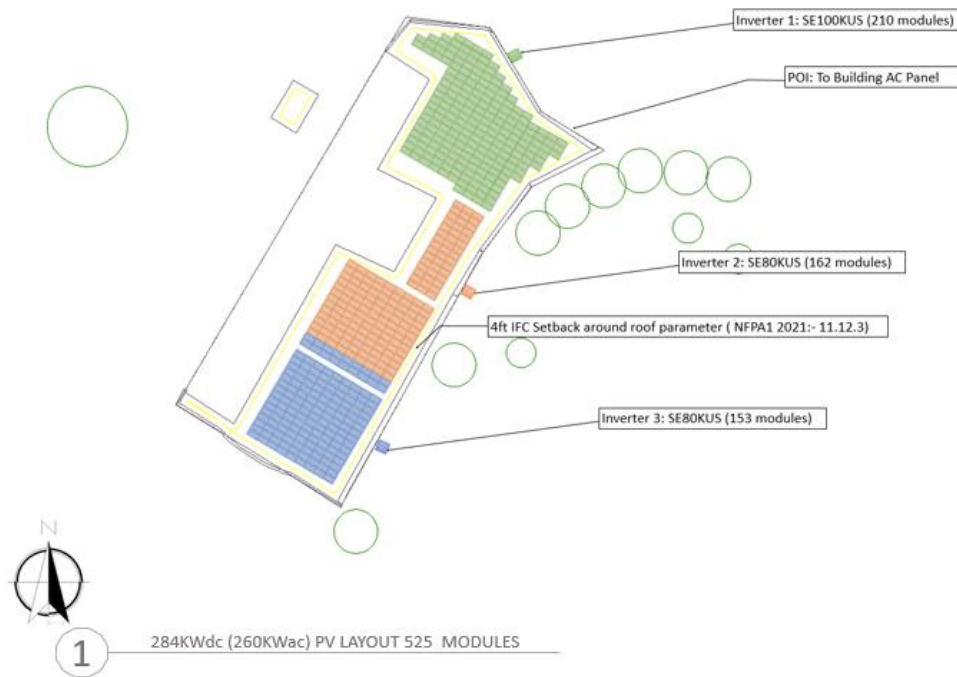 Inverter 1: SE100KUS (210 modules)
POI: To Building AC Panel
Inverter 2: SE80KUS (162 modules)
4ft IFC Setback around roof parameter ( NFPA1 2021:- 11.12.3)
Inverter 3: SE80KUS (153 modules)
N
1
284KWdc (260KWac) PV LAYOUT 525 MODULES